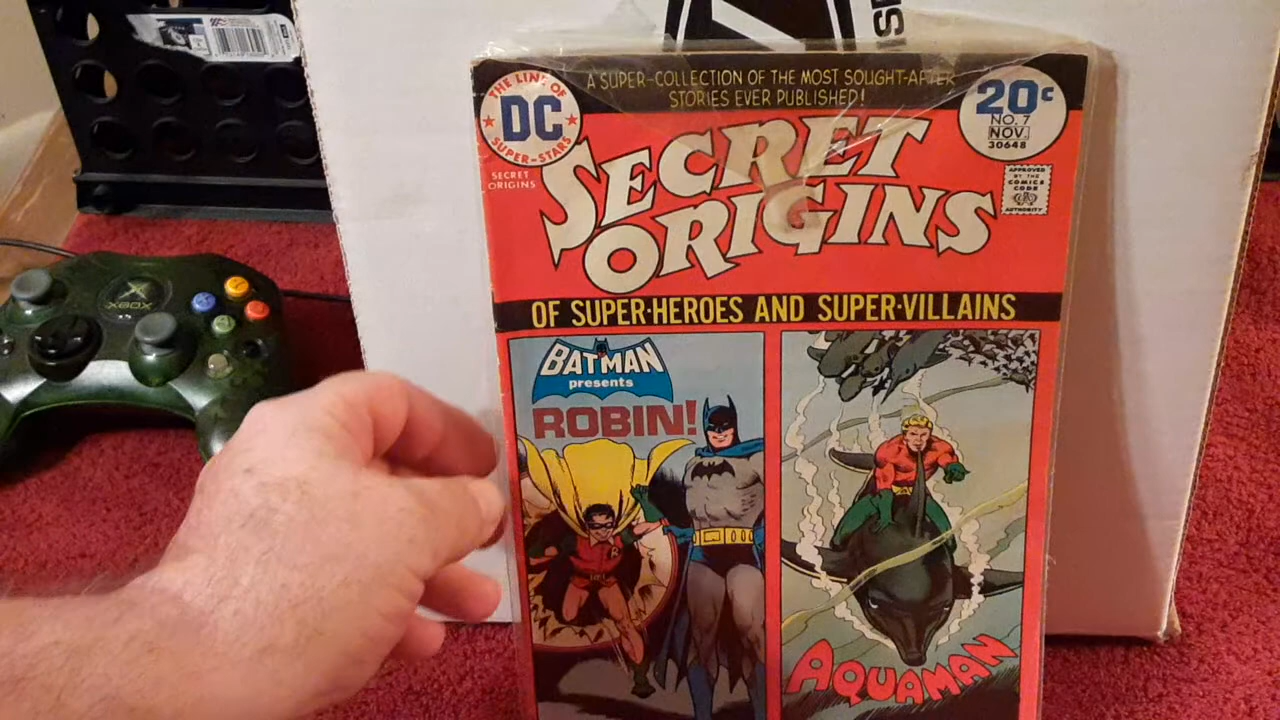 A SUPER-COLLECTION OF THE MOST SOUGHT-AFTER
STORIES EVER PUBLISHED!
THE LINE OF
DC
SUPER-STARS
20¢
NO. 7
NOV.
30648
SECRET
ORIGINS
APPROVED
BY THE
COMICS
CODE
AUTHORITY
SECRET
ORIGINS
OF SUPER-HEROES AND SUPER-VILLAINS
BATMAN
presents
ROBIN!
R
AQUAMAN
XBOX